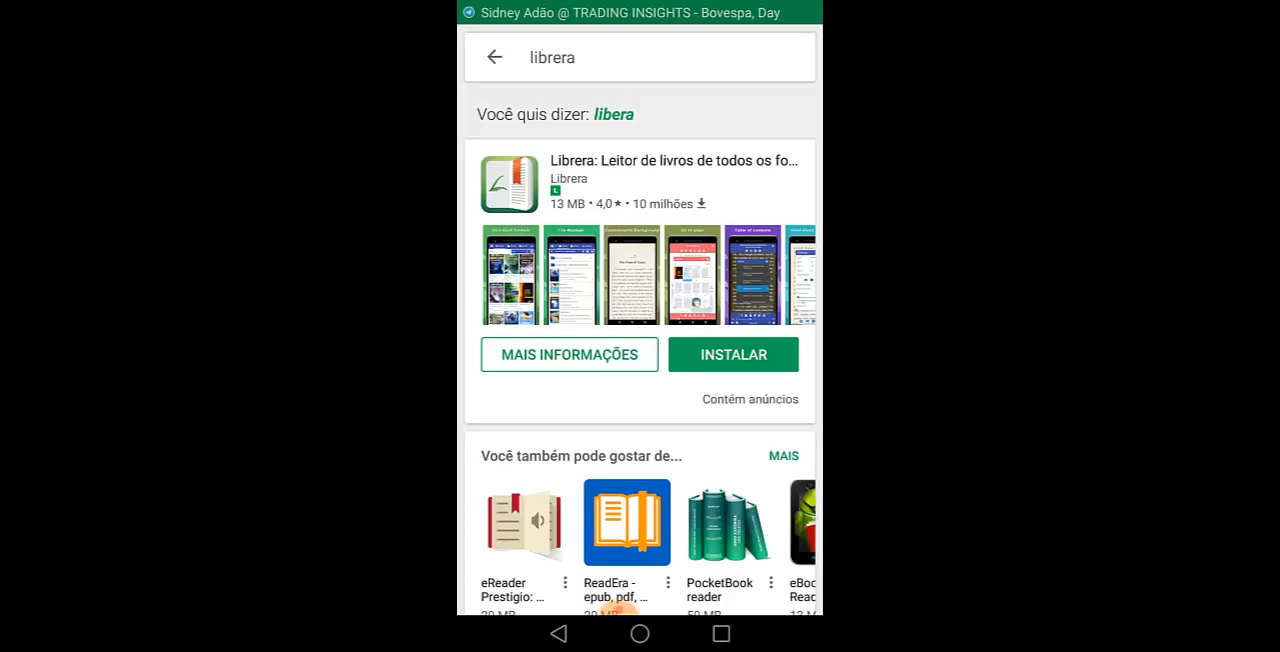 Sidney Adão @ TRADING INSIGHTS - Bovespa, Day
librera
Você quis dizer: libera
Librera: Leitor de livros de todos os fo...
Librera
L
13 MB • 4,0★ • 10 milhões
MAIS INFORMAÇÕES
INSTALAR
Contém anúncios
Você também pode gostar de...
MAIS
eReader
Prestigio: ...
ReadEra -
epub, pdf, ...
PocketBook
reader
eBoo
Read